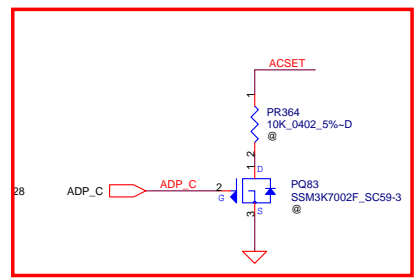 ACSET
1
PR364
10K_0402_5%~D
@
2
1
D
28
ADP_C
ADP_C
2
G
PQ83
SSM3K7002F_SC59-3
@
S
3